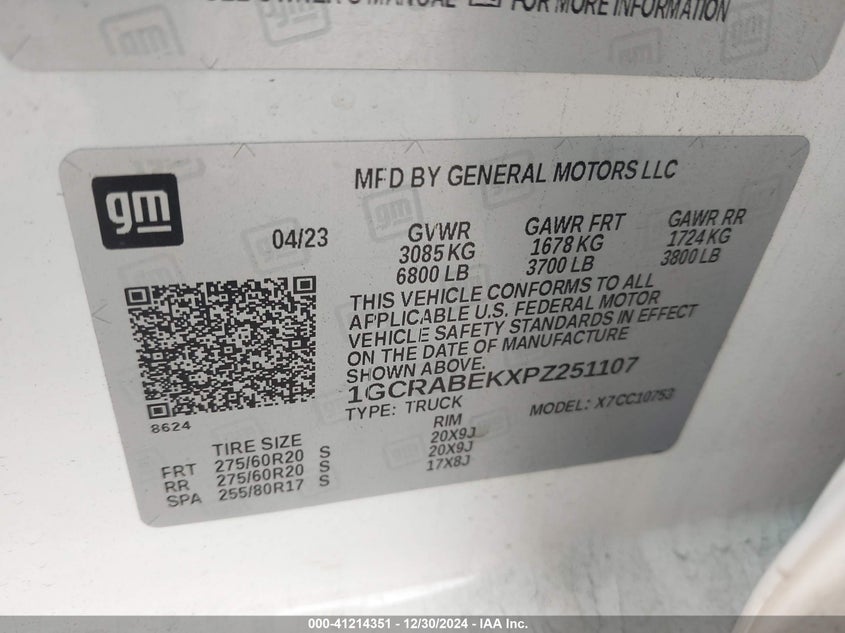 FOR MORE INFORMATION
gm
MFD BY GENERAL MOTORS LLC
04/23
GVWR GAWR FRT GAWR RR
3085 KG 1678 KG 1724 KG
6800 LB 3700 LB 3800 LB
THIS VEHICLE CONFORMS TO ALL
APPLICABLE U.S. FEDERAL MOTOR
VEHICLE SAFETY STANDARDS IN EFFECT
ON THE DATE OF MANUFACTURE
SHOWN ABOVE.
1GCRABEKXPZ251107
TYPE: TRUCK MODEL: X7CC10753
8624
TIRE SIZE RIM
FRT 275/60R20 S 20X9J
RR 275/60R20 S 20X9J
SPA 255/80R17 S 17X8J
000-41214351 - 12/30/2024 - IAA Inc.